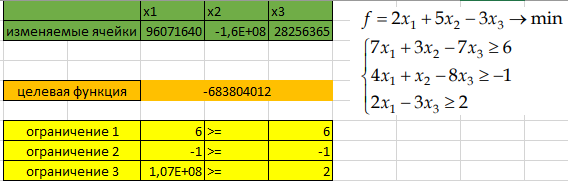 x1 x2 x3
изменяемые ячейки 96071640 -1,6E+08 28256365
целевая функция -683804012
ограничение 1 6 >= 6
ограничение 2 -1 >= -1
ограничение 3 1,07E+08 >= 2
f = 2x₁ + 5x₂ − 3x₃ → min
7x₁ + 3x₂ − 7x₃ ≥ 6
4x₁ + x₂ − 8x₃ ≥ −1
2x₁ − 3x₃ ≥ 2